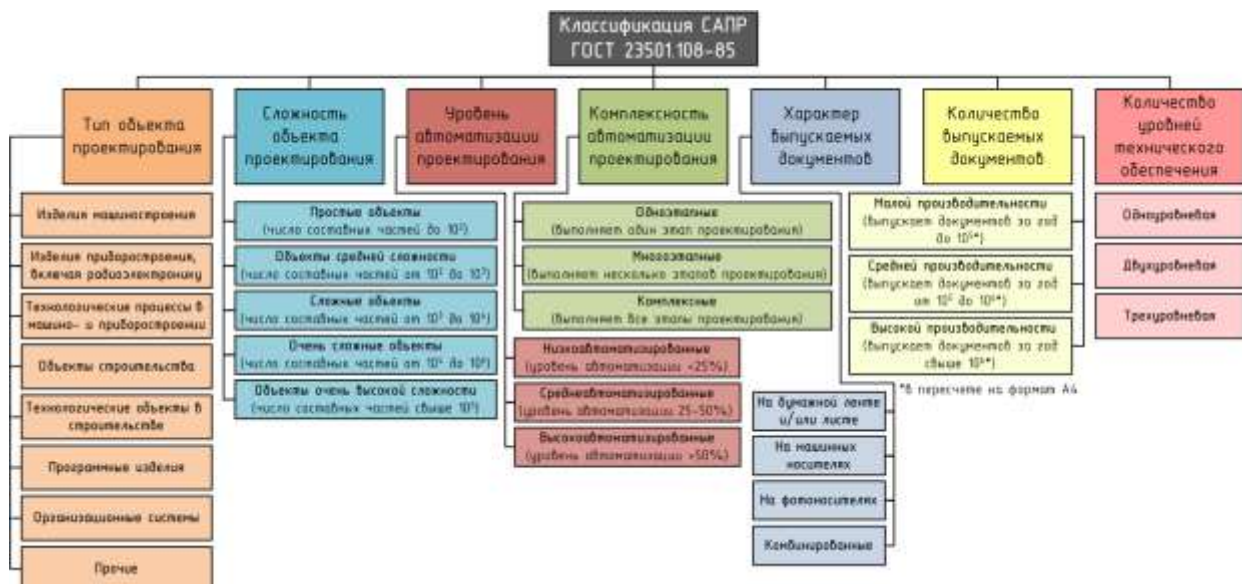 Классификация САПР
ГОСТ 23501.108-85
Тип объекта
проектирования
Сложность
объекта
проектирования
Уровень
автоматизации
проектирования
Комплексность
автоматизации
проектирования
Характер
выпускаемых
документов
Количество
выпускаемых
документов
Количество
уровней
технического
обеспечения
Изделия машиностроения
Изделия приборостроения,
включая радиоэлектронику
Технологические процессы в
машино- и приборостроении
Объекты строительства
Технологические объекты в
строительстве
Программные изделия
Организационные системы
Прочие
Простые объекты
(число составных частей до 10²)
Объекты средней сложности
(число составных частей от 10² до 10³)
Сложные объекты
(число составных частей от 10³ до 10⁴)
Очень сложные объекты
(число составных частей от до)
Объекты очень высокой сложности
(число составных частей свыше)
Одноэтапные
(выполняет один этап проектирования)
Многоэтапные
(выполняет несколько этапов проектирования)
Комплексные
(выполняет все этапы проектирования)
Низкоавтоматизированные
(уровень автоматизации <25%)
Среднеавтоматизированные
(уровень автоматизации 25-50%)
Высокоавтоматизированные
(уровень автоматизации >50%)
На бумажной ленте
и/или листе
На машинных
носителях
На фотоносителях
Комбинированные
Малой производительности
(выпускает документов за год
до)
Средней производительности
(выпускает документов за год
от до)
Высокой производительности
(выпускает документов за год
свыше)
*в пересчете на формат А4
Одноуровневая
Двухуровневая
Трехуровневая